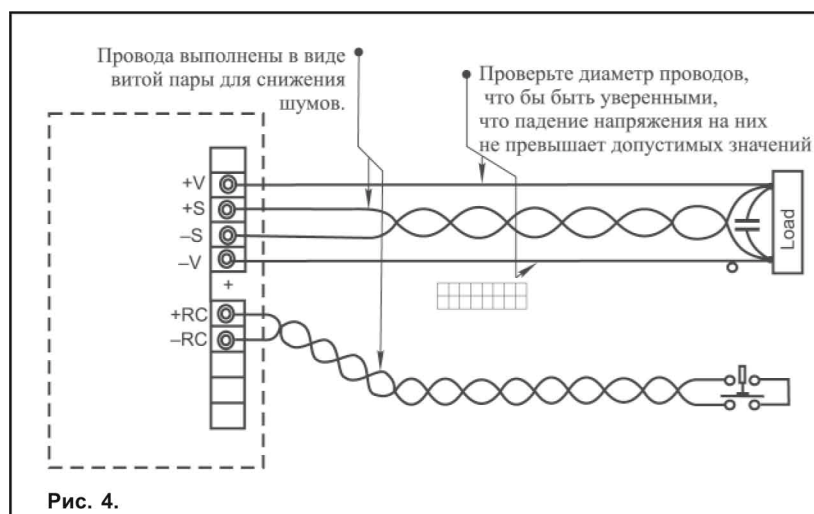 Провода выполнены в виде
витой пары для снижения
шумов.
Проверьте диаметр проводов,
что бы быть уверенными,
что падение напряжения на них
не превышает допустимых значений
+V
+S
–S
–V
+
+RC
–RC
Load
Рис. 4.